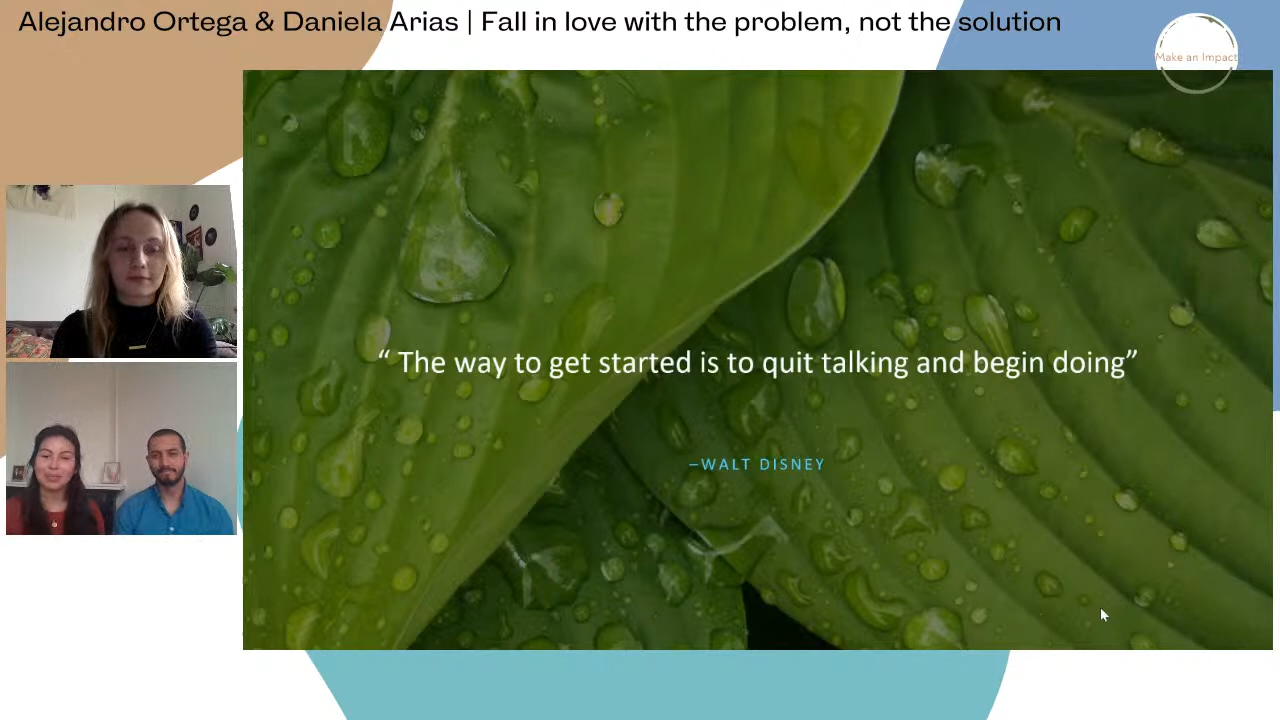 Alejandro Ortega & Daniela Arias | Fall in love with the problem, not the solution
Make an Impact
“ The way to get started is to quit talking and begin doing”
–WALT DISNEY